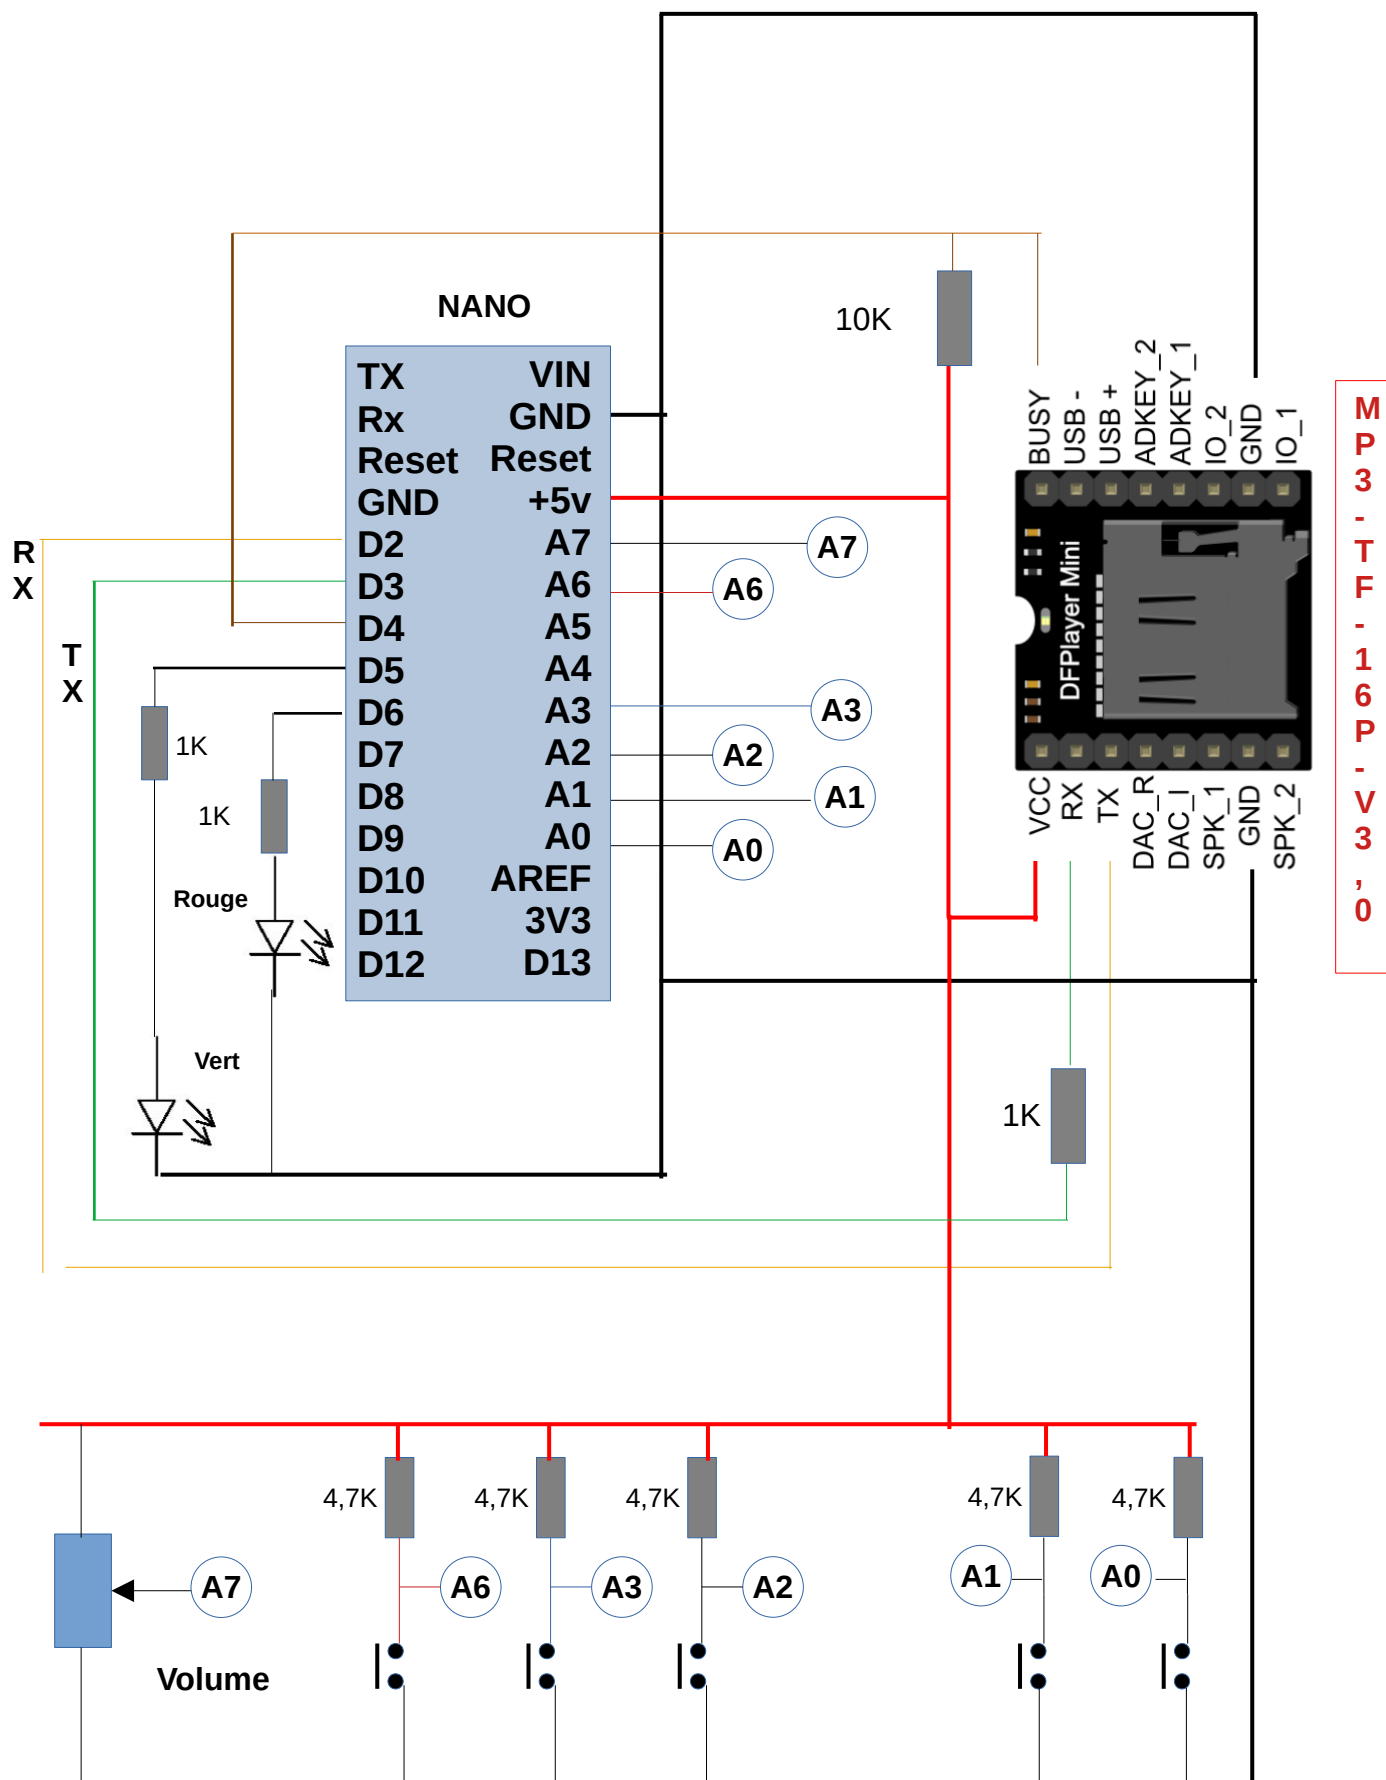 NANO
10K
TX VIN
Rx GND
Reset Reset
GND +5v
D2 A7
D3 A6
D4 A5
D5 A4
D6 A3
D7 A2
D8 A1
D9 A0
D10 AREF
D11 3V3
D12 D13
RX
TX
A7
A6
A3
A2
A1
A0
1K
1K
Rouge
Vert
BUSY
USB -
USB +
ADKEY_2
ADKEY_1
IO_2
GND
IO_1
DFPlayer Mini
VCC
RX
TX
DAC_R
DAC_I
SPK_1
GND
SPK_2
MP3-TF-16P-V3,0
1K
4,7K
4,7K
4,7K
4,7K
4,7K
A7
A6
A3
A2
A1
A0
Volume